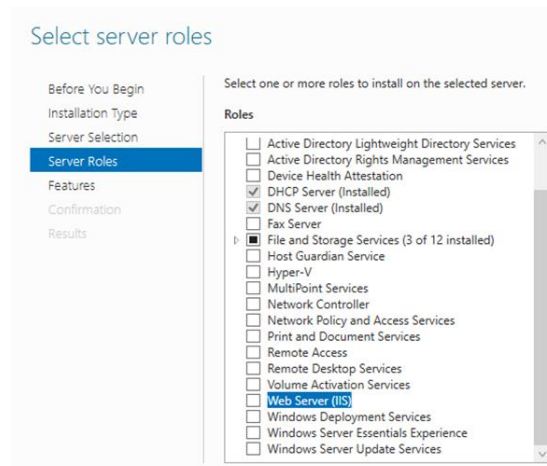 Select server roles
Before You Begin
Installation Type
Server Selection
Server Roles
Features
Confirmation
Results
Select one or more roles to install on the selected server.
Roles
Active Directory Lightweight Directory Services
Active Directory Rights Management Services
Device Health Attestation
DHCP Server (Installed)
DNS Server (Installed)
Fax Server
File and Storage Services (3 of 12 installed)
Host Guardian Service
Hyper-V
MultiPoint Services
Network Controller
Network Policy and Access Services
Print and Document Services
Remote Access
Remote Desktop Services
Volume Activation Services
Web Server (IIS)
Windows Deployment Services
Windows Server Essentials Experience
Windows Server Update Services